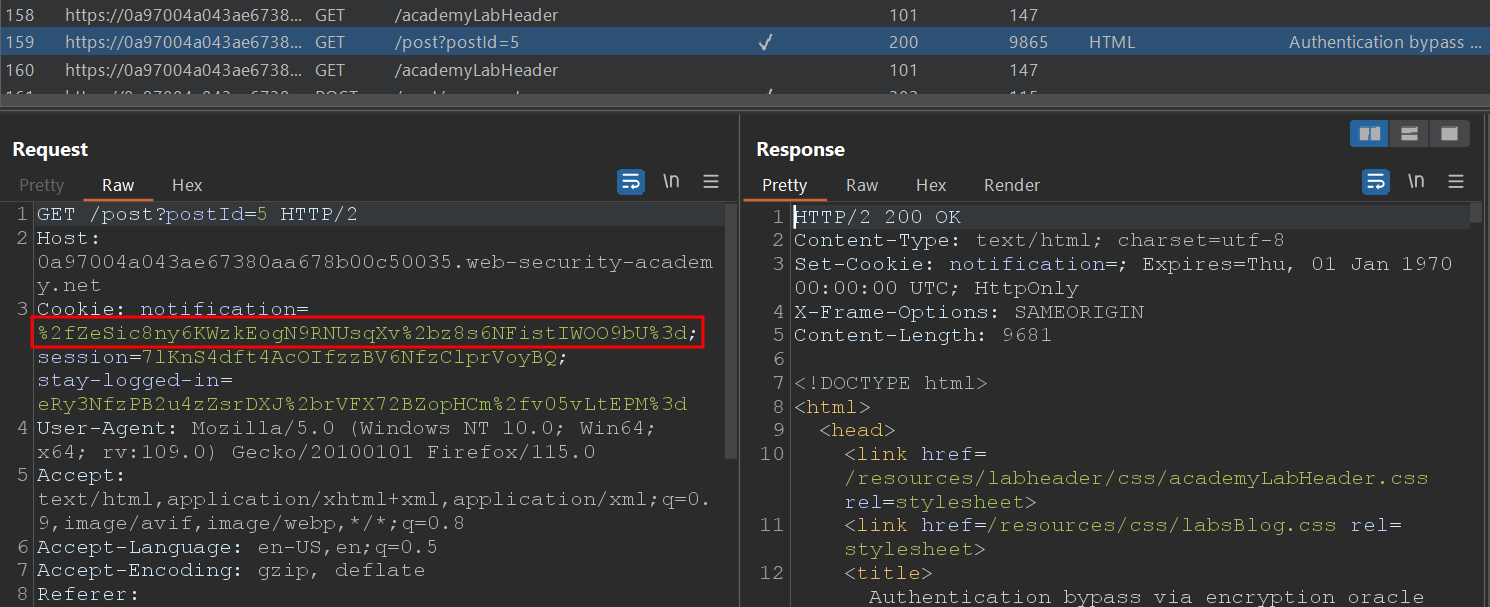 158 https://0a97004a043ae6738... GET /academyLabHeader 101 147
159 https://0a97004a043ae6738... GET /post?postId=5 ✓ 200 9865 HTML Authentication bypass ...
160 https://0a97004a043ae6738... GET /academyLabHeader 101 147
Request
Pretty Raw Hex \n
1 GET /post?postId=5 HTTP/2
2 Host:
0a97004a043ae67380aa678b00c50035.web-security-academ
y.net
3 Cookie: notification=
%2fZeSic8ny6KWzkEogN9RNUsqXv%2bz8s6NFistIWOO9bU%3d;
session=7lKnS4dft4AcOIfzzBV6NfzClprVoyBQ;
stay-logged-in=
eRy3NfzPB2u4zZsrDXJ%2brVFX72BZopHCm%2fv05vLtEPM%3d
4 User-Agent: Mozilla/5.0 (Windows NT 10.0; Win64;
x64; rv:109.0) Gecko/20100101 Firefox/115.0
5 Accept:
text/html,application/xhtml+xml,application/xml;q=0.
9,image/avif,image/webp,*/*;q=0.8
6 Accept-Language: en-US,en;q=0.5
7 Accept-Encoding: gzip, deflate
8 Referer:
Response
Pretty Raw Hex Render \n
1 HTTP/2 200 OK
2 Content-Type: text/html; charset=utf-8
3 Set-Cookie: notification=; Expires=Thu, 01 Jan 1970
00:00:00 UTC; HttpOnly
4 X-Frame-Options: SAMEORIGIN
5 Content-Length: 9681
6
7 <!DOCTYPE html>
8 <html>
9 <head>
10 <link href=
/resources/labheader/css/academyLabHeader.css
rel=stylesheet>
11 <link href=/resources/css/labsBlog.css rel=
stylesheet>
12 <title>
Authentication bypass via encryption oracle